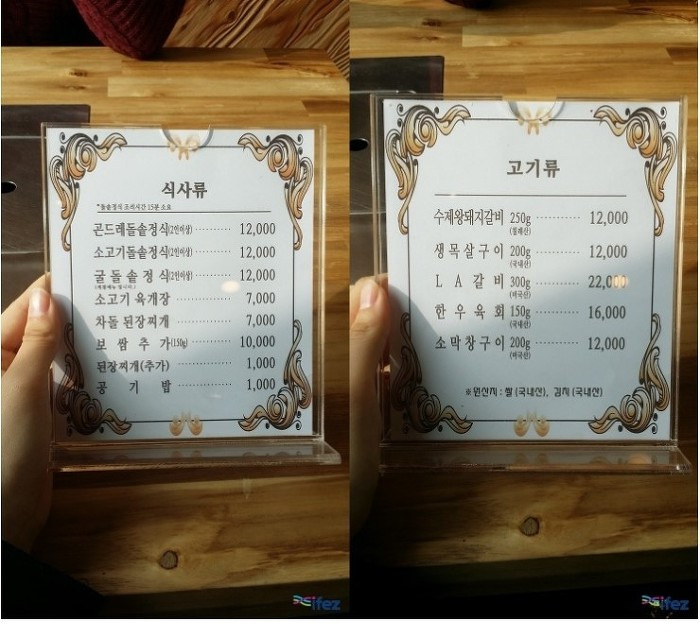 식사류
*돌솥정식 조리시간 15분 소요
곤드레돌솥정식(2인이상) ·········· 12,000
소고기돌솥정식(2인이상) ·········· 12,000
굴돌솥정식(2인이상) ·········· 12,000
소고기 육개장 ·········· 7,000
차돌 된장찌개 ·········· 7,000
보쌈추가(150g) ·········· 10,000
된장찌개(추가) ·········· 1,000
공기밥 ·········· 1,000
ifez
고기류
수제왕돼지갈비 250g ·········· 12,000
생목살구이 200g ·········· 12,000
(국내산)
LA갈비 300g ·········· 22,000
(미국산)
한우육회 150g ·········· 16,000
(국내산)
소막창구이 200g ·········· 12,000
(미국산)
※원산지 : 쌀 (국내산), 김치 (국내산)
ifez